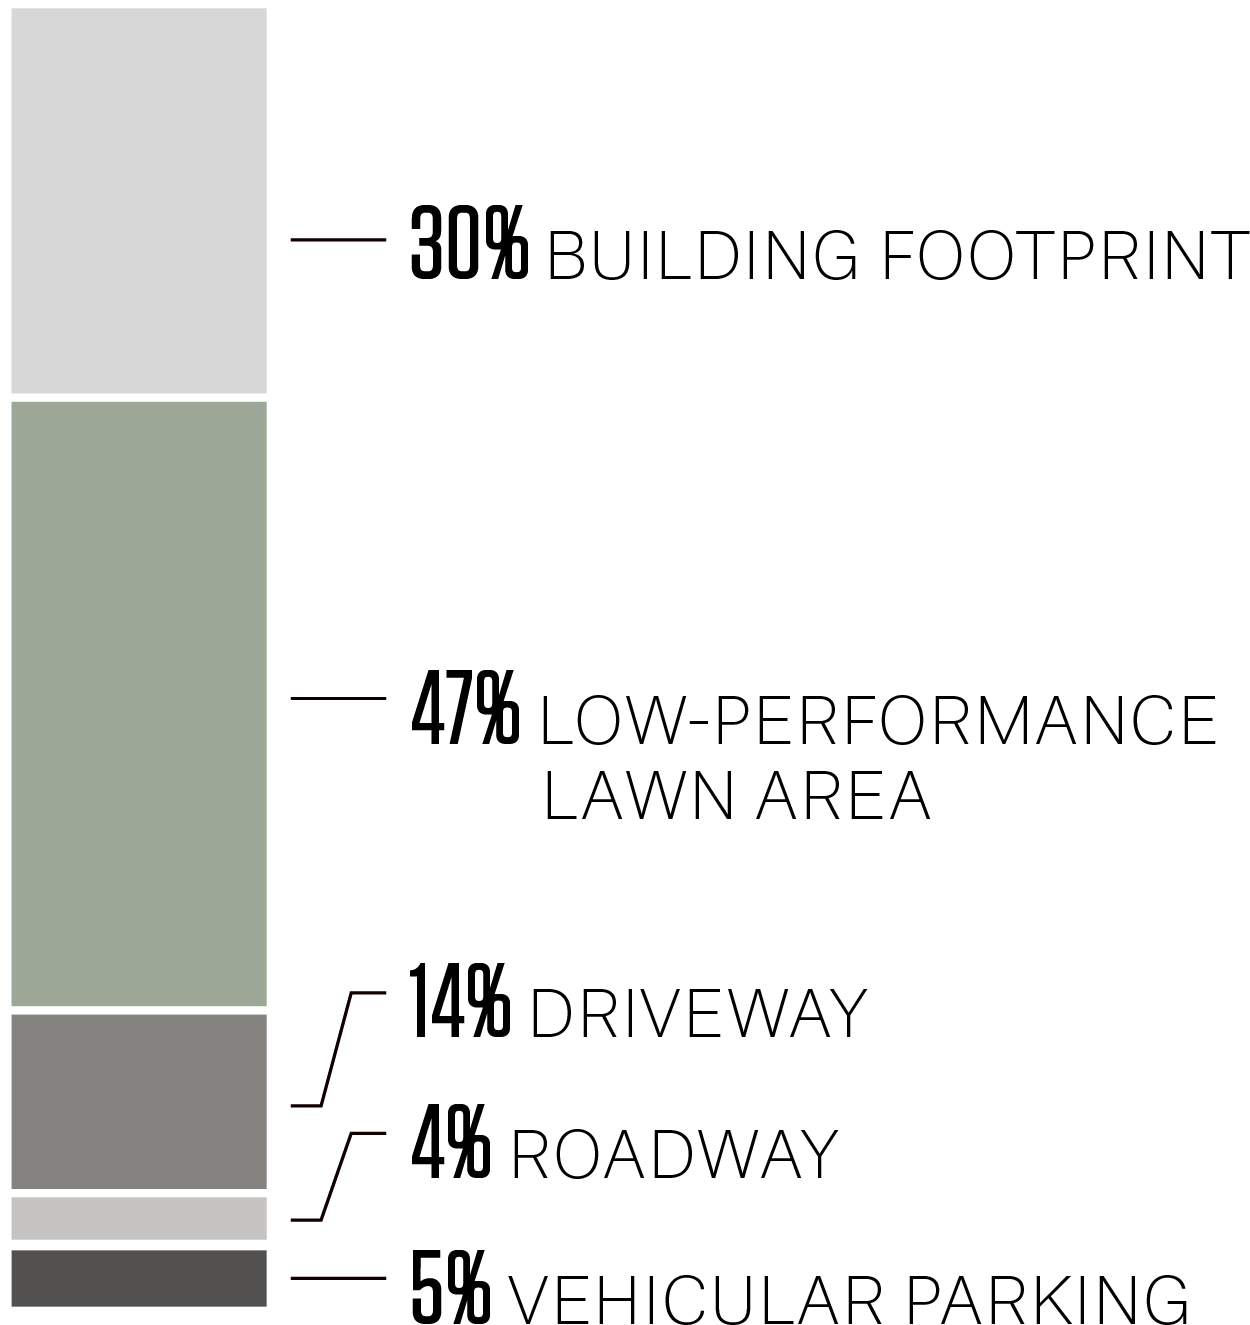 30% BUILDING FOOTPRINT
47% LOW-PERFORMANCE
LAWN AREA
14% DRIVEWAY
4% ROADWAY
5% VEHICULAR PARKING